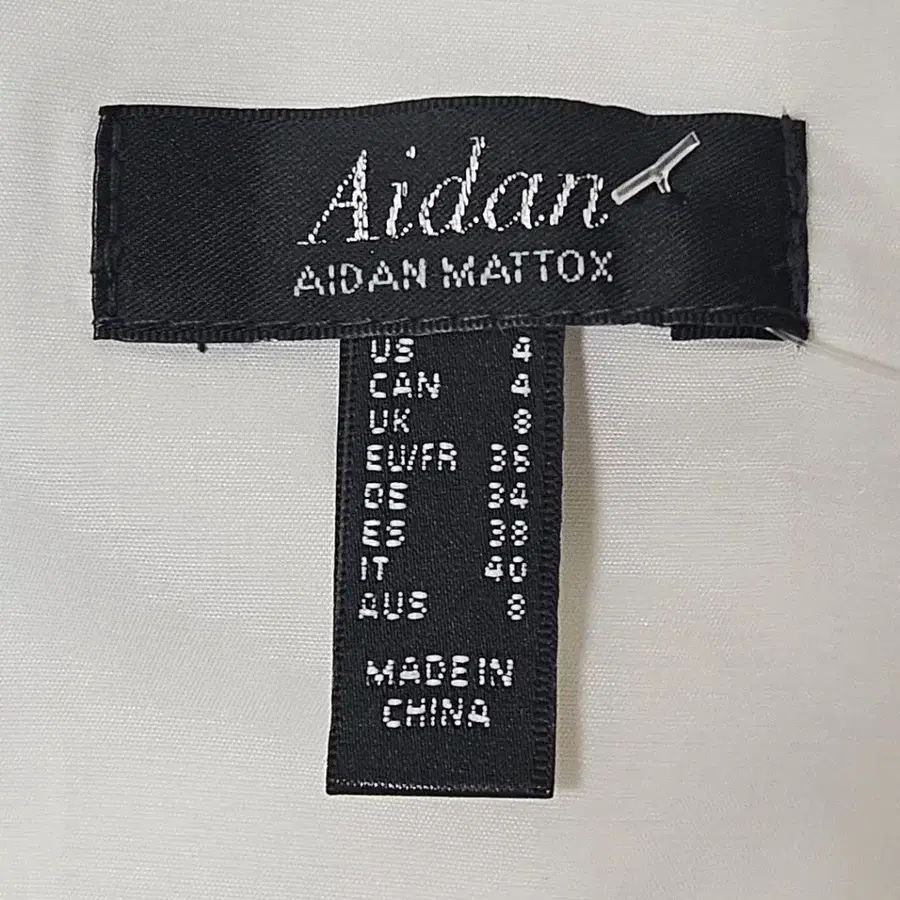 Aidan
AIDAN MATTOX
US 4
CAN 4
UK 8
EU/FR 36
DE 34
ES 38
IT 40
AUS 8
MADE IN
CHINA